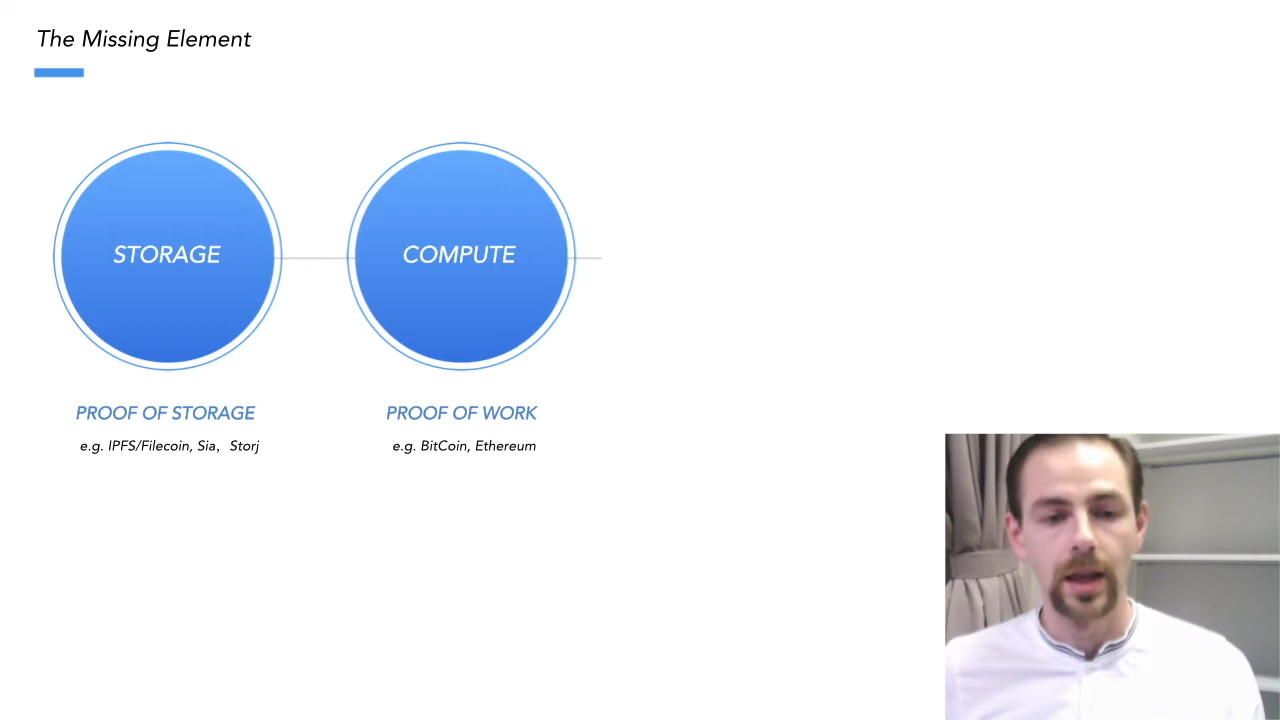 The Missing Element
STORAGE
COMPUTE
PROOF OF STORAGE
PROOF OF WORK
e.g. IPFS/Filecoin, Sia，Storj
e.g. BitCoin, Ethereum